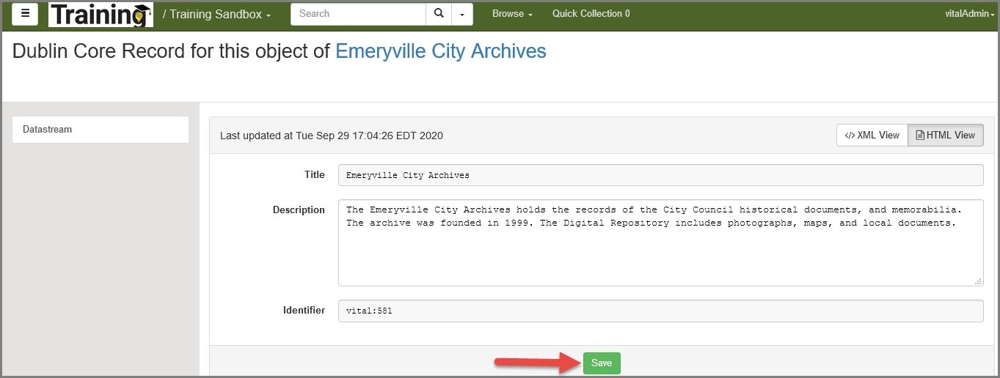 Training / Training Sandbox Search Browse Quick Collection 0 vitalAdmin
Dublin Core Record for this object of Emeryville City Archives
Datastream
Last updated at Tue Sep 29 17:04:26 EDT 2020 </> XML View HTML View
Title Emeryville City Archives
Description The Emeryville City Archives holds the records of the City Council historical documents, and memorabilia.
The archive was founded in 1999. The Digital Repository includes photographs, maps, and local documents.
Identifier vital:581
Save